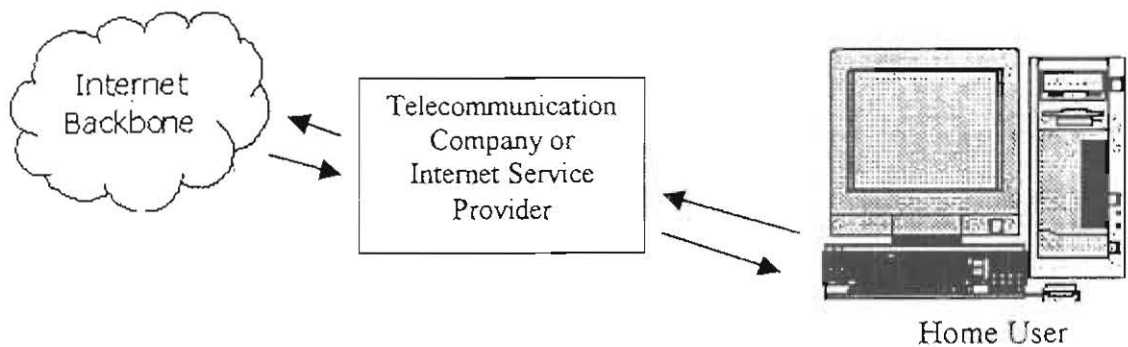 Internet
Backbone
Telecommunication
Company or
Internet Service
Provider
Home User